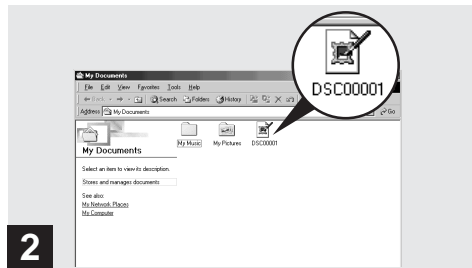 DSC00001
My Documents
File Edit View Favorites Tools Help
Back Search Folders History
Address My Documents Go
My Documents
My Music My Pictures DSC00001
Select an item to view its description.
Stores and manages documents
See also:
My Network Places
My Computer
2